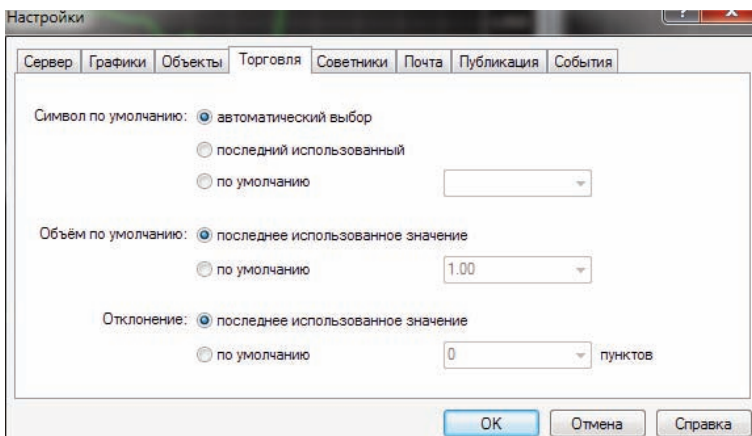 Настройки
Сервер Графики Объекты Торговля Советники Почта Публикация События
Символ по умолчанию: автоматический выбор
последний использованный
по умолчанию
Объём по умолчанию: последнее использованное значение
по умолчанию 1.00
Отклонение: последнее использованное значение
по умолчанию 0 пунктов
OK Отмена Справка